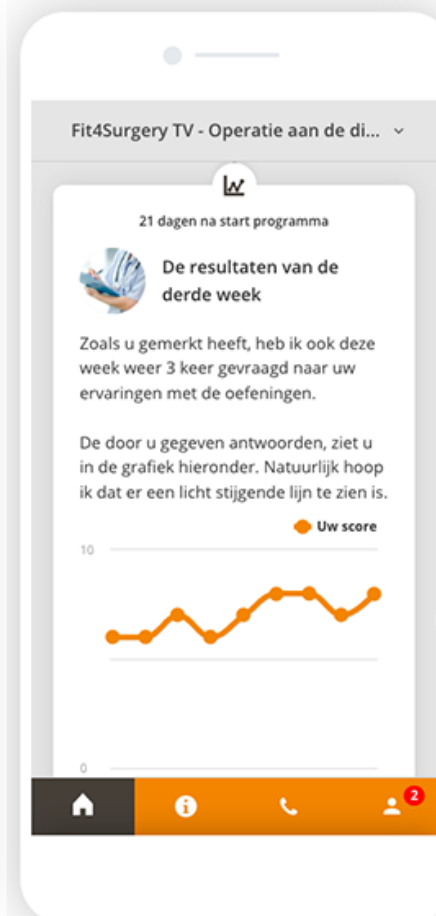 Fit4Surgery TV - Operatie aan de di...
21 dagen na start programma
De resultaten van de
derde week
Zoals u gemerkt heeft, heb ik ook deze
week weer 3 keer gevraagd naar uw
ervaringen met de oefeningen.
De door u gegeven antwoorden, ziet u
in de grafiek hieronder. Natuurlijk hoop
ik dat er een licht stijgende lijn te zien is.
Uw score
10
0
2